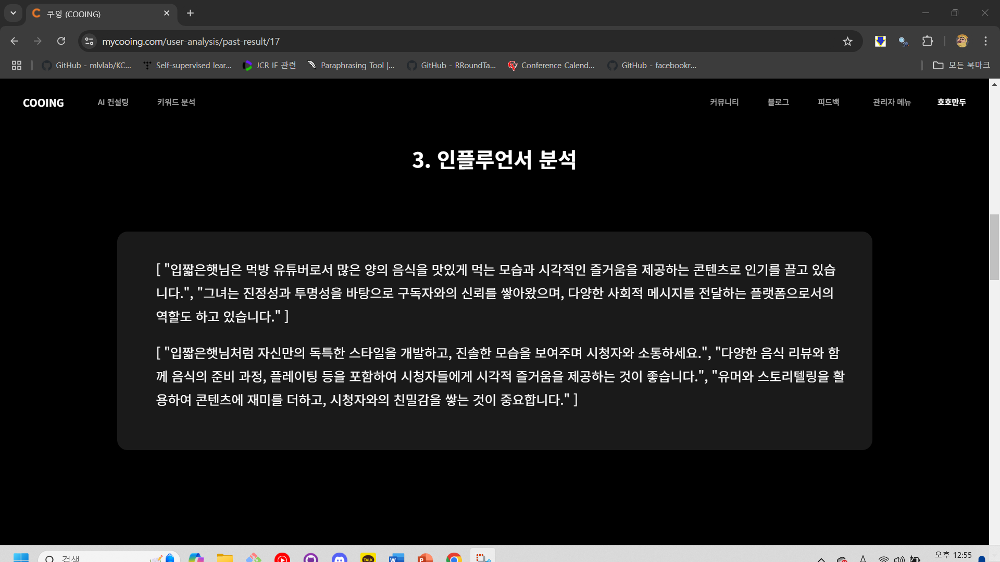 쿠잉 (COOING)
mycooing.com/user-analysis/past-result/17
GitHub - mlvlab/KC...
Self-supervised lear...
JCR IF 관련
Paraphrasing Tool |...
GitHub - RRoundTa...
Conference Calend...
GitHub - facebookr...
모든 북마크
COOING
AI 컨설팅
키워드 분석
커뮤니티
블로그
피드백
관리자 메뉴
호호만두
3. 인플루언서 분석
[ "입짧은햇님은 먹방 유튜버로서 많은 양의 음식을 맛있게 먹는 모습과 시각적인 즐거움을 제공하는 콘텐츠로 인기를 끌고 있습
니다.", "그녀는 진정성과 투명성을 바탕으로 구독자와의 신뢰를 쌓아왔으며, 다양한 사회적 메시지를 전달하는 플랫폼으로서의
역할도 하고 있습니다." ]
[ "입짧은햇님처럼 자신만의 독특한 스타일을 개발하고, 진솔한 모습을 보여주며 시청자와 소통하세요.", "다양한 음식 리뷰와 함
께 음식의 준비 과정, 플레이팅 등을 포함하여 시청자들에게 시각적 즐거움을 제공하는 것이 좋습니다.", "유머와 스토리텔링을 활
용하여 콘텐츠에 재미를 더하고, 시청자와의 친밀감을 쌓는 것이 중요합니다." ]
검색
TALK
오후 12:55